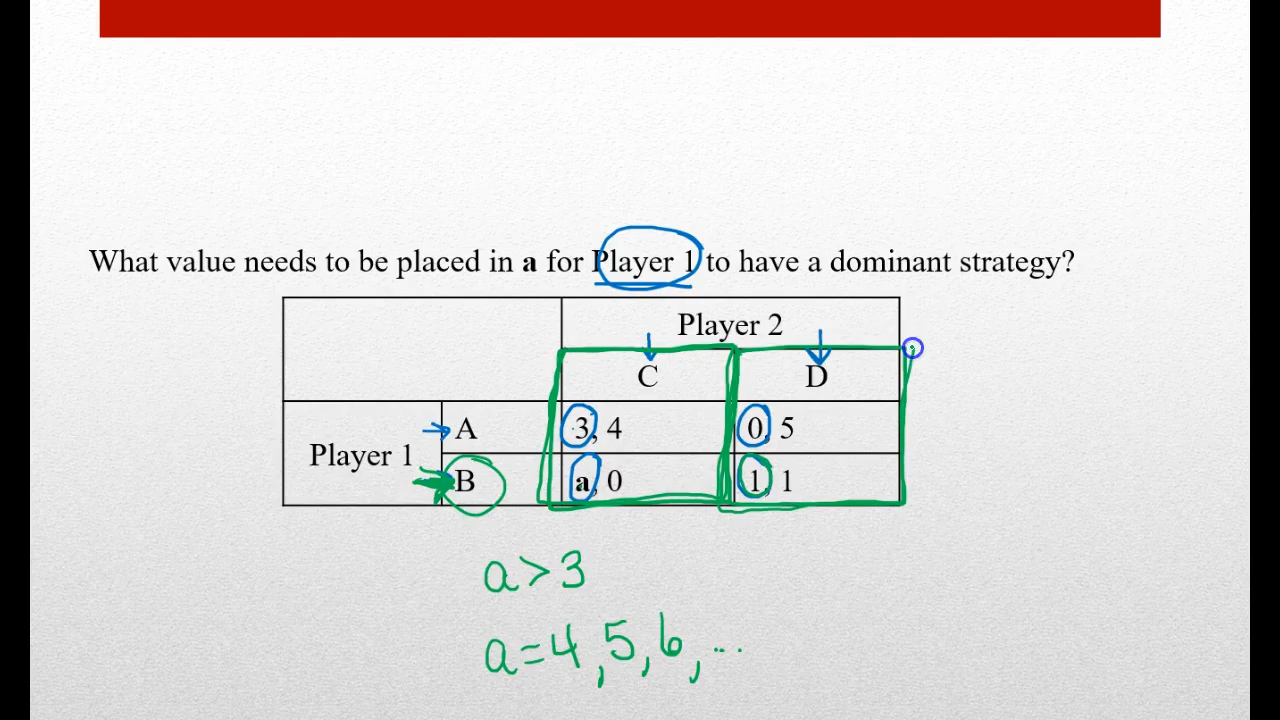 What value needs to be placed in a for Player 1 to have a dominant strategy?
Player 2
C D
A 3, 4 0, 5
Player 1
B a, 0 1, 1
a>3
a=4,5,6,...